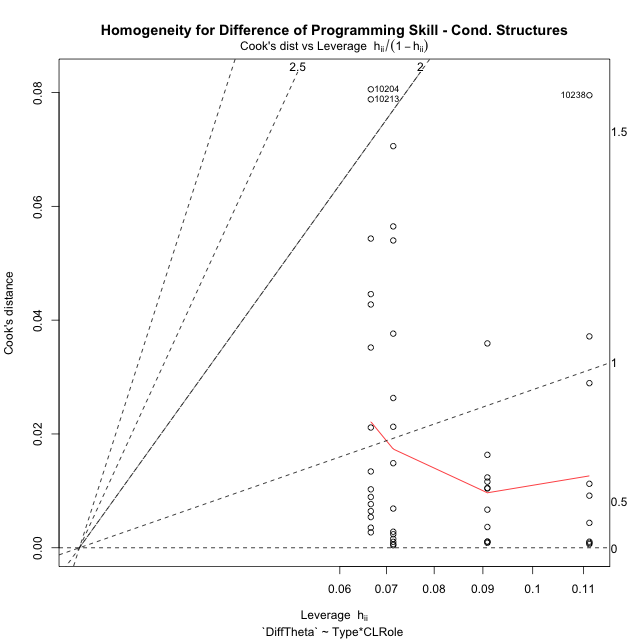 Homogeneity for Difference of Programming Skill - Cond. Structures
Cook's dist vs Leverage  hii/(1 − hii)
2.5
2
0.08
10204
10213
10238
1.5
0.06
Cook's distance
0.04
1
0.02
0.5
0.00
0
0.06 0.07 0.08 0.09 0.1 0.11
Leverage  hii
`DiffTheta` ~ Type*CLRole